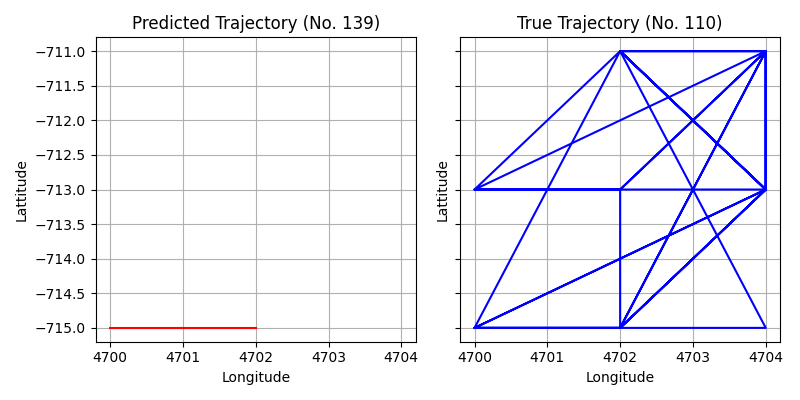 Predicted Trajectory (No. 139)
True Trajectory (No. 110)
−711.0
−711.5
−712.0
−712.5
−713.0
−713.5
−714.0
−714.5
−715.0
Lattitude
Lattitude
4700 4701 4702 4703 4704
4700 4701 4702 4703 4704
Longitude
Longitude